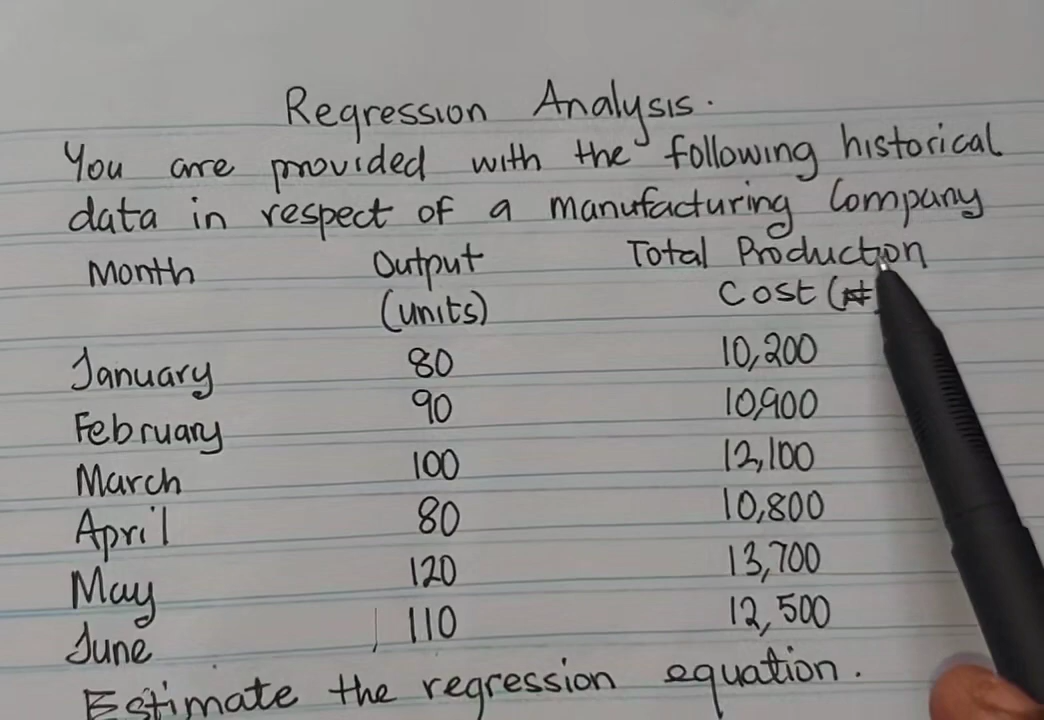 Regression Analysis.
You are provided with the following historical
data in respect of a manufacturing Company
Month Output Total Production
(units) Cost (₦
January 80 10,200
February 90 10,900
March 100 12,100
April 80 10,800
May 120 13,700
June 110 12,500
Estimate the regression equation.